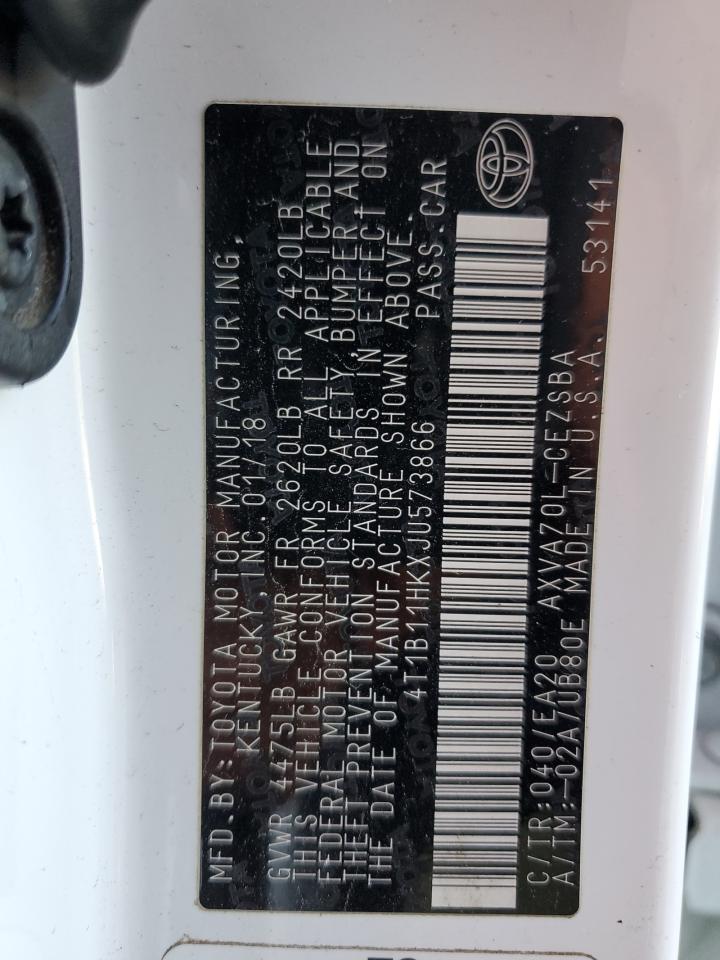 MFD.BY:TOYOTA MOTOR MANUFACTURING,
KENTUCKY,INC.01/18
GVWR 4475LB GAWR FR 2620LB RR 2420LB
THIS VEHICLE CONFORMS TO ALL APPLICABLE
FEDERAL MOTOR VEHICLE SAFETY,BUMPER,AND
THEFT PREVENTION STANDARDS IN EFFECT ON
THE DATE OF MANUFACTURE SHOWN ABOVE.
4T1B11HKXJU573866 PASS.CAR
C/TR:040/EA20 AXVA70L-CEZSBA 53141
A/TM:-02A/UB80E MADE IN U.S.A.